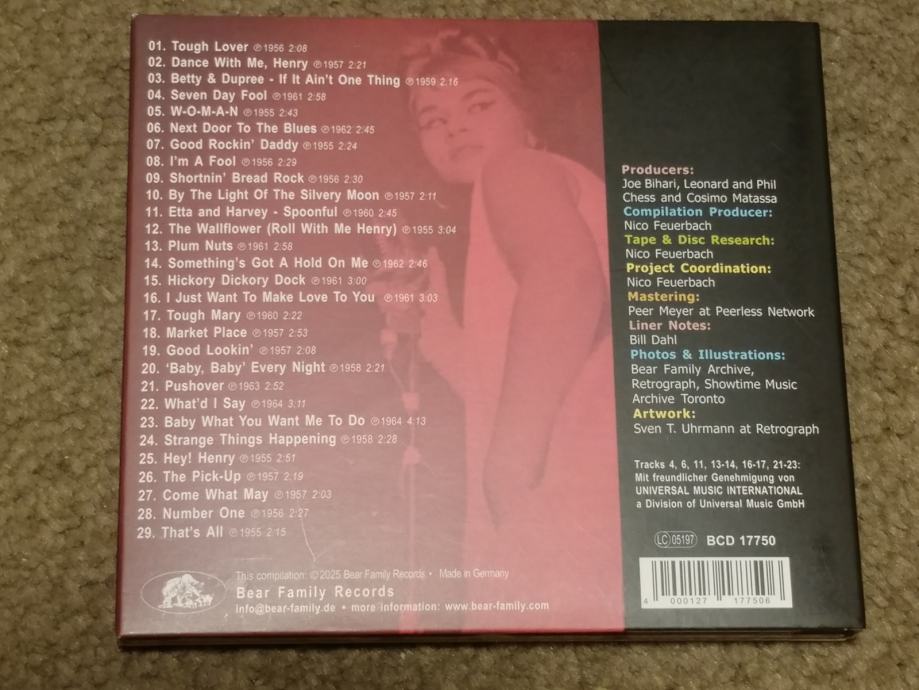 01. Tough Lover ℗1956 2:08
02. Dance With Me, Henry ℗1957 2:21
03. Betty & Dupree - If It Ain't One Thing ℗1959 2.16
04. Seven Day Fool ℗1961 2:58
05. W-O-M-A-N ℗1955 2:43
06. Next Door To The Blues ℗1962 2:45
07. Good Rockin' Daddy ℗1955 2:24
08. I'm A Fool ℗1956 2:29
09. Shortnin' Bread Rock ℗1956 2:30
10. By The Light Of The Silvery Moon ℗1957 2:11
11. Etta and Harvey - Spoonful ℗1960 2:45
12. The Wallflower (Roll With Me Henry) ℗1955 3:04
13. Plum Nuts ℗1961 2:58
14. Something's Got A Hold On Me ℗1962 2:46
15. Hickory Dickory Dock ℗1961 3:00
16. I Just Want To Make Love To You ℗1961 3:03
17. Tough Mary ℗1960 2:22
18. Market Place ℗1957 2:53
19. Good Lookin' ℗1957 2:08
20. 'Baby, Baby' Every Night ℗1958 2:21
21. Pushover ℗1963 2:52
22. What'd I Say ℗1964 3:11
23. Baby What You Want Me To Do ℗1964 4:13
24. Strange Things Happening ℗1958 2:28
25. Hey! Henry ℗1955 2:51
26. The Pick-Up ℗1957 2:19
27. Come What May ℗1957 2:03
28. Number One ℗1956 2:27
29. That's All ℗1955 2:15
This compilation: ©2025 Bear Family Records • Made in Germany
Bear Family Records
info@bear-family.de • more information: www.bear-family.com
Producers:
Joe Bihari, Leonard and Phil
Chess and Cosimo Matassa
Compilation Producer:
Nico Feuerbach
Tape & Disc Research:
Nico Feuerbach
Project Coordination:
Nico Feuerbach
Mastering:
Peer Meyer at Peerless Network
Liner Notes:
Bill Dahl
Photos & Illustrations:
Bear Family Archive,
Retrograph, Showtime Music
Archive Toronto
Artwork:
Sven T. Uhrmann at Retrograph
Tracks 4, 6, 11, 13-14, 16-17, 21-23:
Mit freundlicher Genehmigung von
UNIVERSAL MUSIC INTERNATIONAL
a Division of Universal Music GmbH
LC 05197 BCD 17750
4 000127 177506